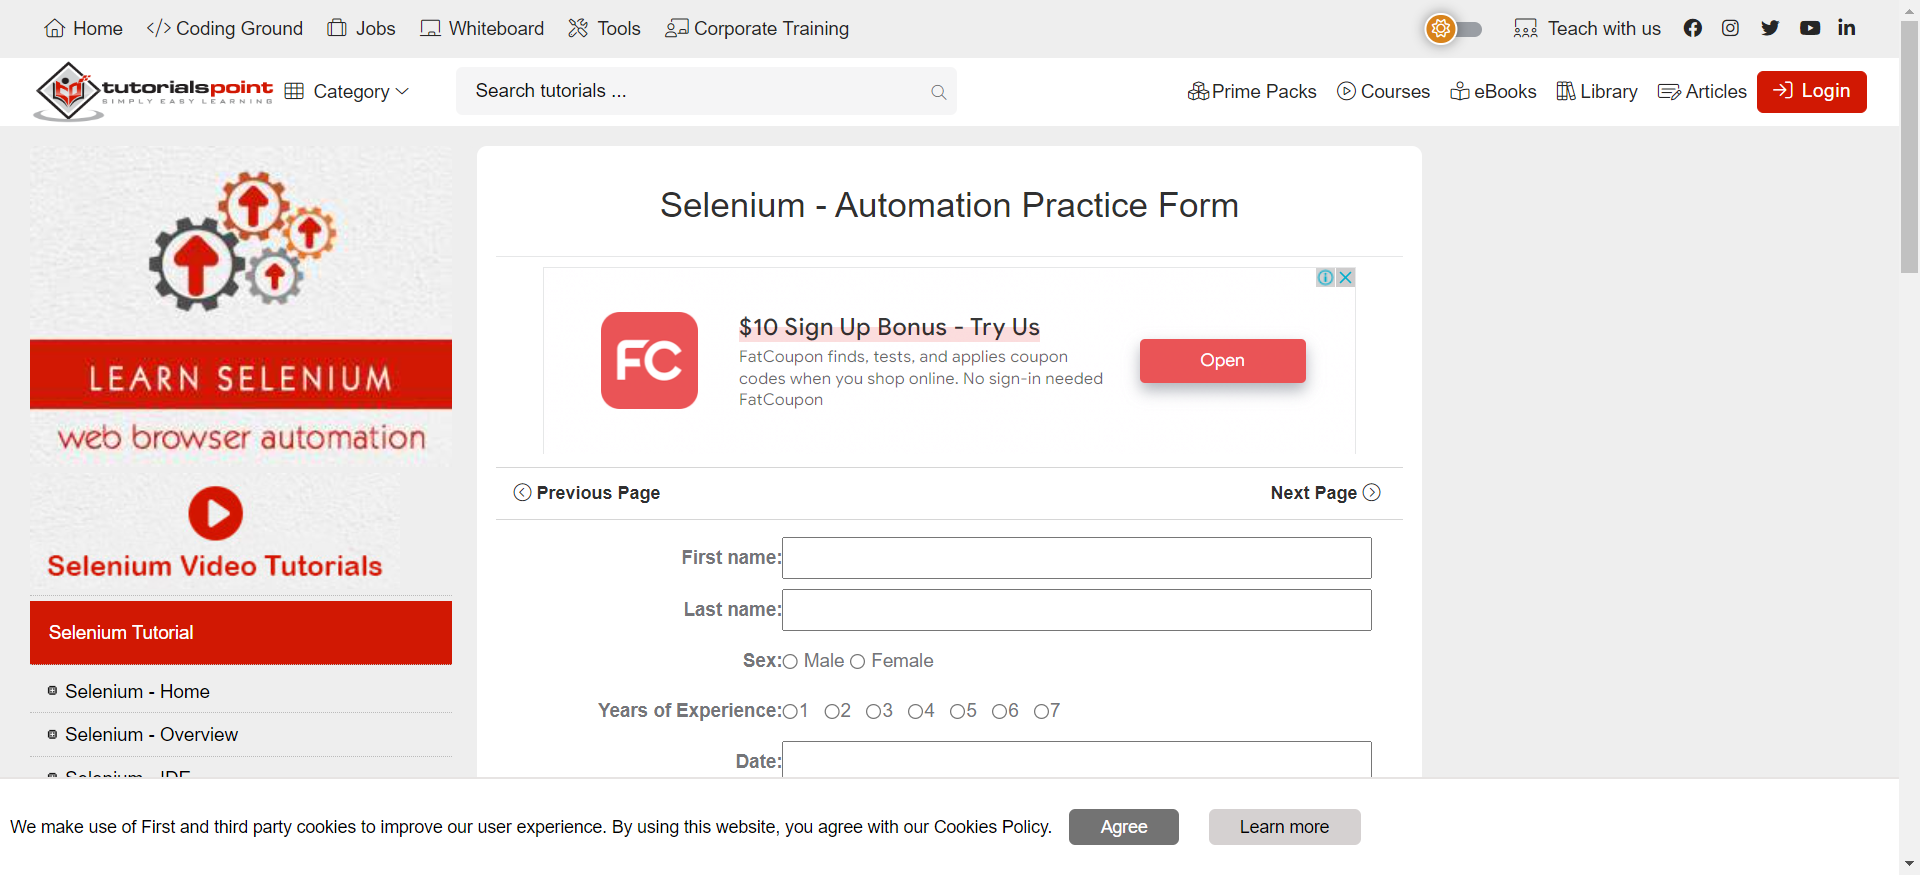 Home
Coding Ground
Jobs
Whiteboard
Tools
Corporate Training
Teach with us
tutorialspoint
SIMPLY EASY LEARNING
Category
Search tutorials ...
Prime Packs
Courses
eBooks
Library
Articles
Login
LEARN SELENIUM
web browser automation
Selenium Video Tutorials
Selenium Tutorial
Selenium - Home
Selenium - Overview
Selenium - IDE
Selenium - Automation Practice Form
FC
$10 Sign Up Bonus - Try Us
FatCoupon finds, tests, and applies coupon
codes when you shop online. No sign-in needed
FatCoupon
Open
Previous Page
Next Page
First name:
Last name:
Sex: Male Female
Years of Experience: 1 2 3 4 5 6 7
Date:
We make use of First and third party cookies to improve our user experience. By using this website, you agree with our Cookies Policy.
Agree
Learn more